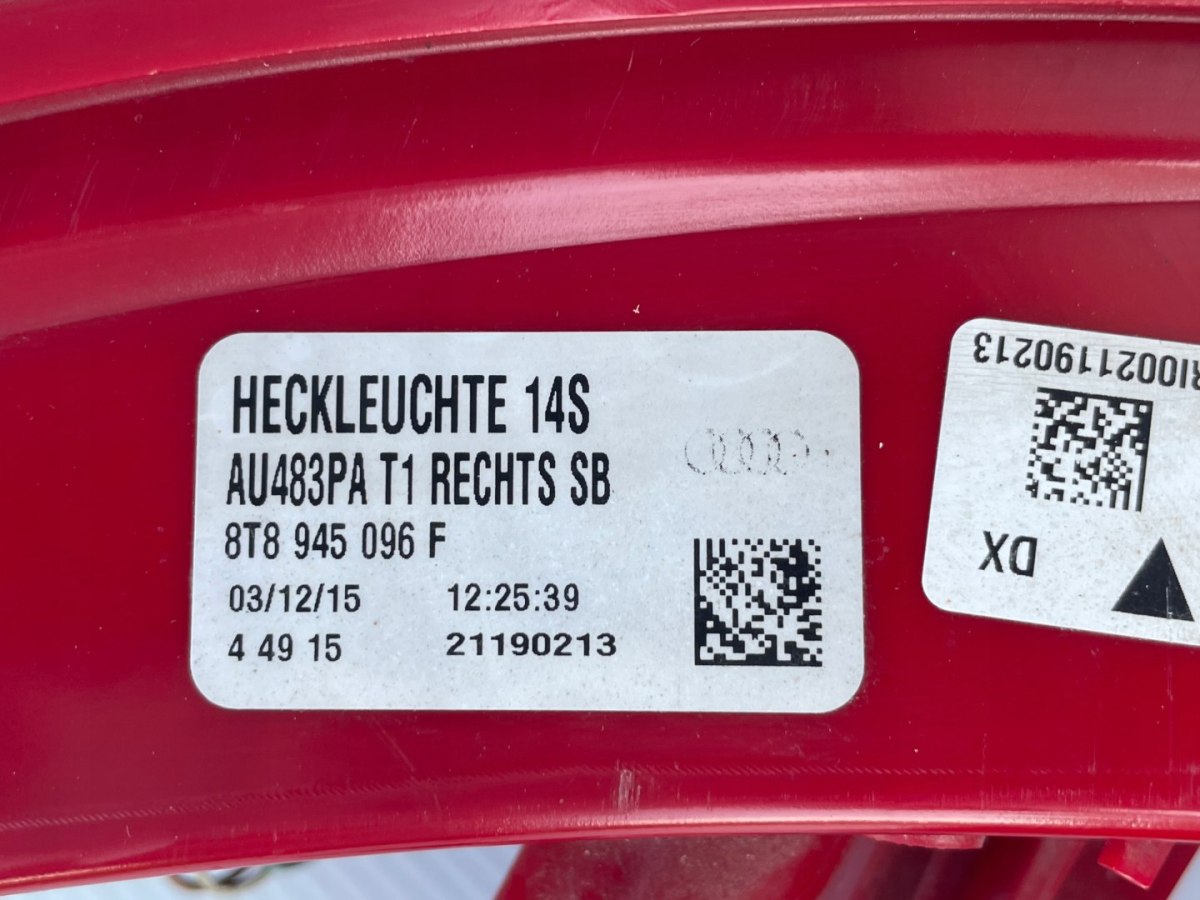 HECKLEUCHTE 14S
AU483PA T1 RECHTS SB
8T8 945 096 F
03/12/15 12:25:39
4 49 15 21190213
RI0021190213
DX